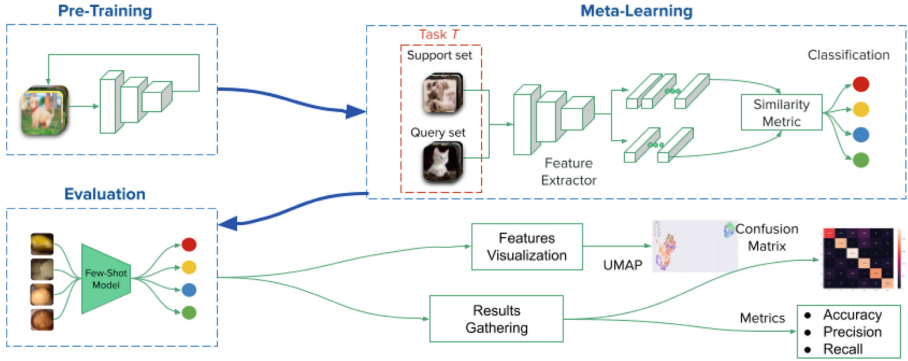 Pre-Training
Meta-Learning
Task T
Support set
Query set
Feature
Extractor
Similarity
Metric
Classification
Evaluation
Few-Shot
Model
Features
Visualization
UMAP
Confusion
Matrix
Results
Gathering
Metrics
● Accuracy
● Precision
● Recall